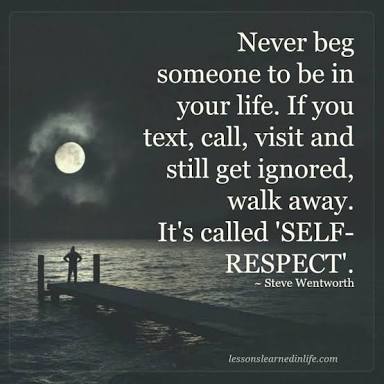 Never beg
someone to be in
your life. If you
text, call, visit and
still get ignored,
walk away.
It's called 'SELF-
RESPECT'.
~ Steve Wentworth
lessonslearnedinlife.com